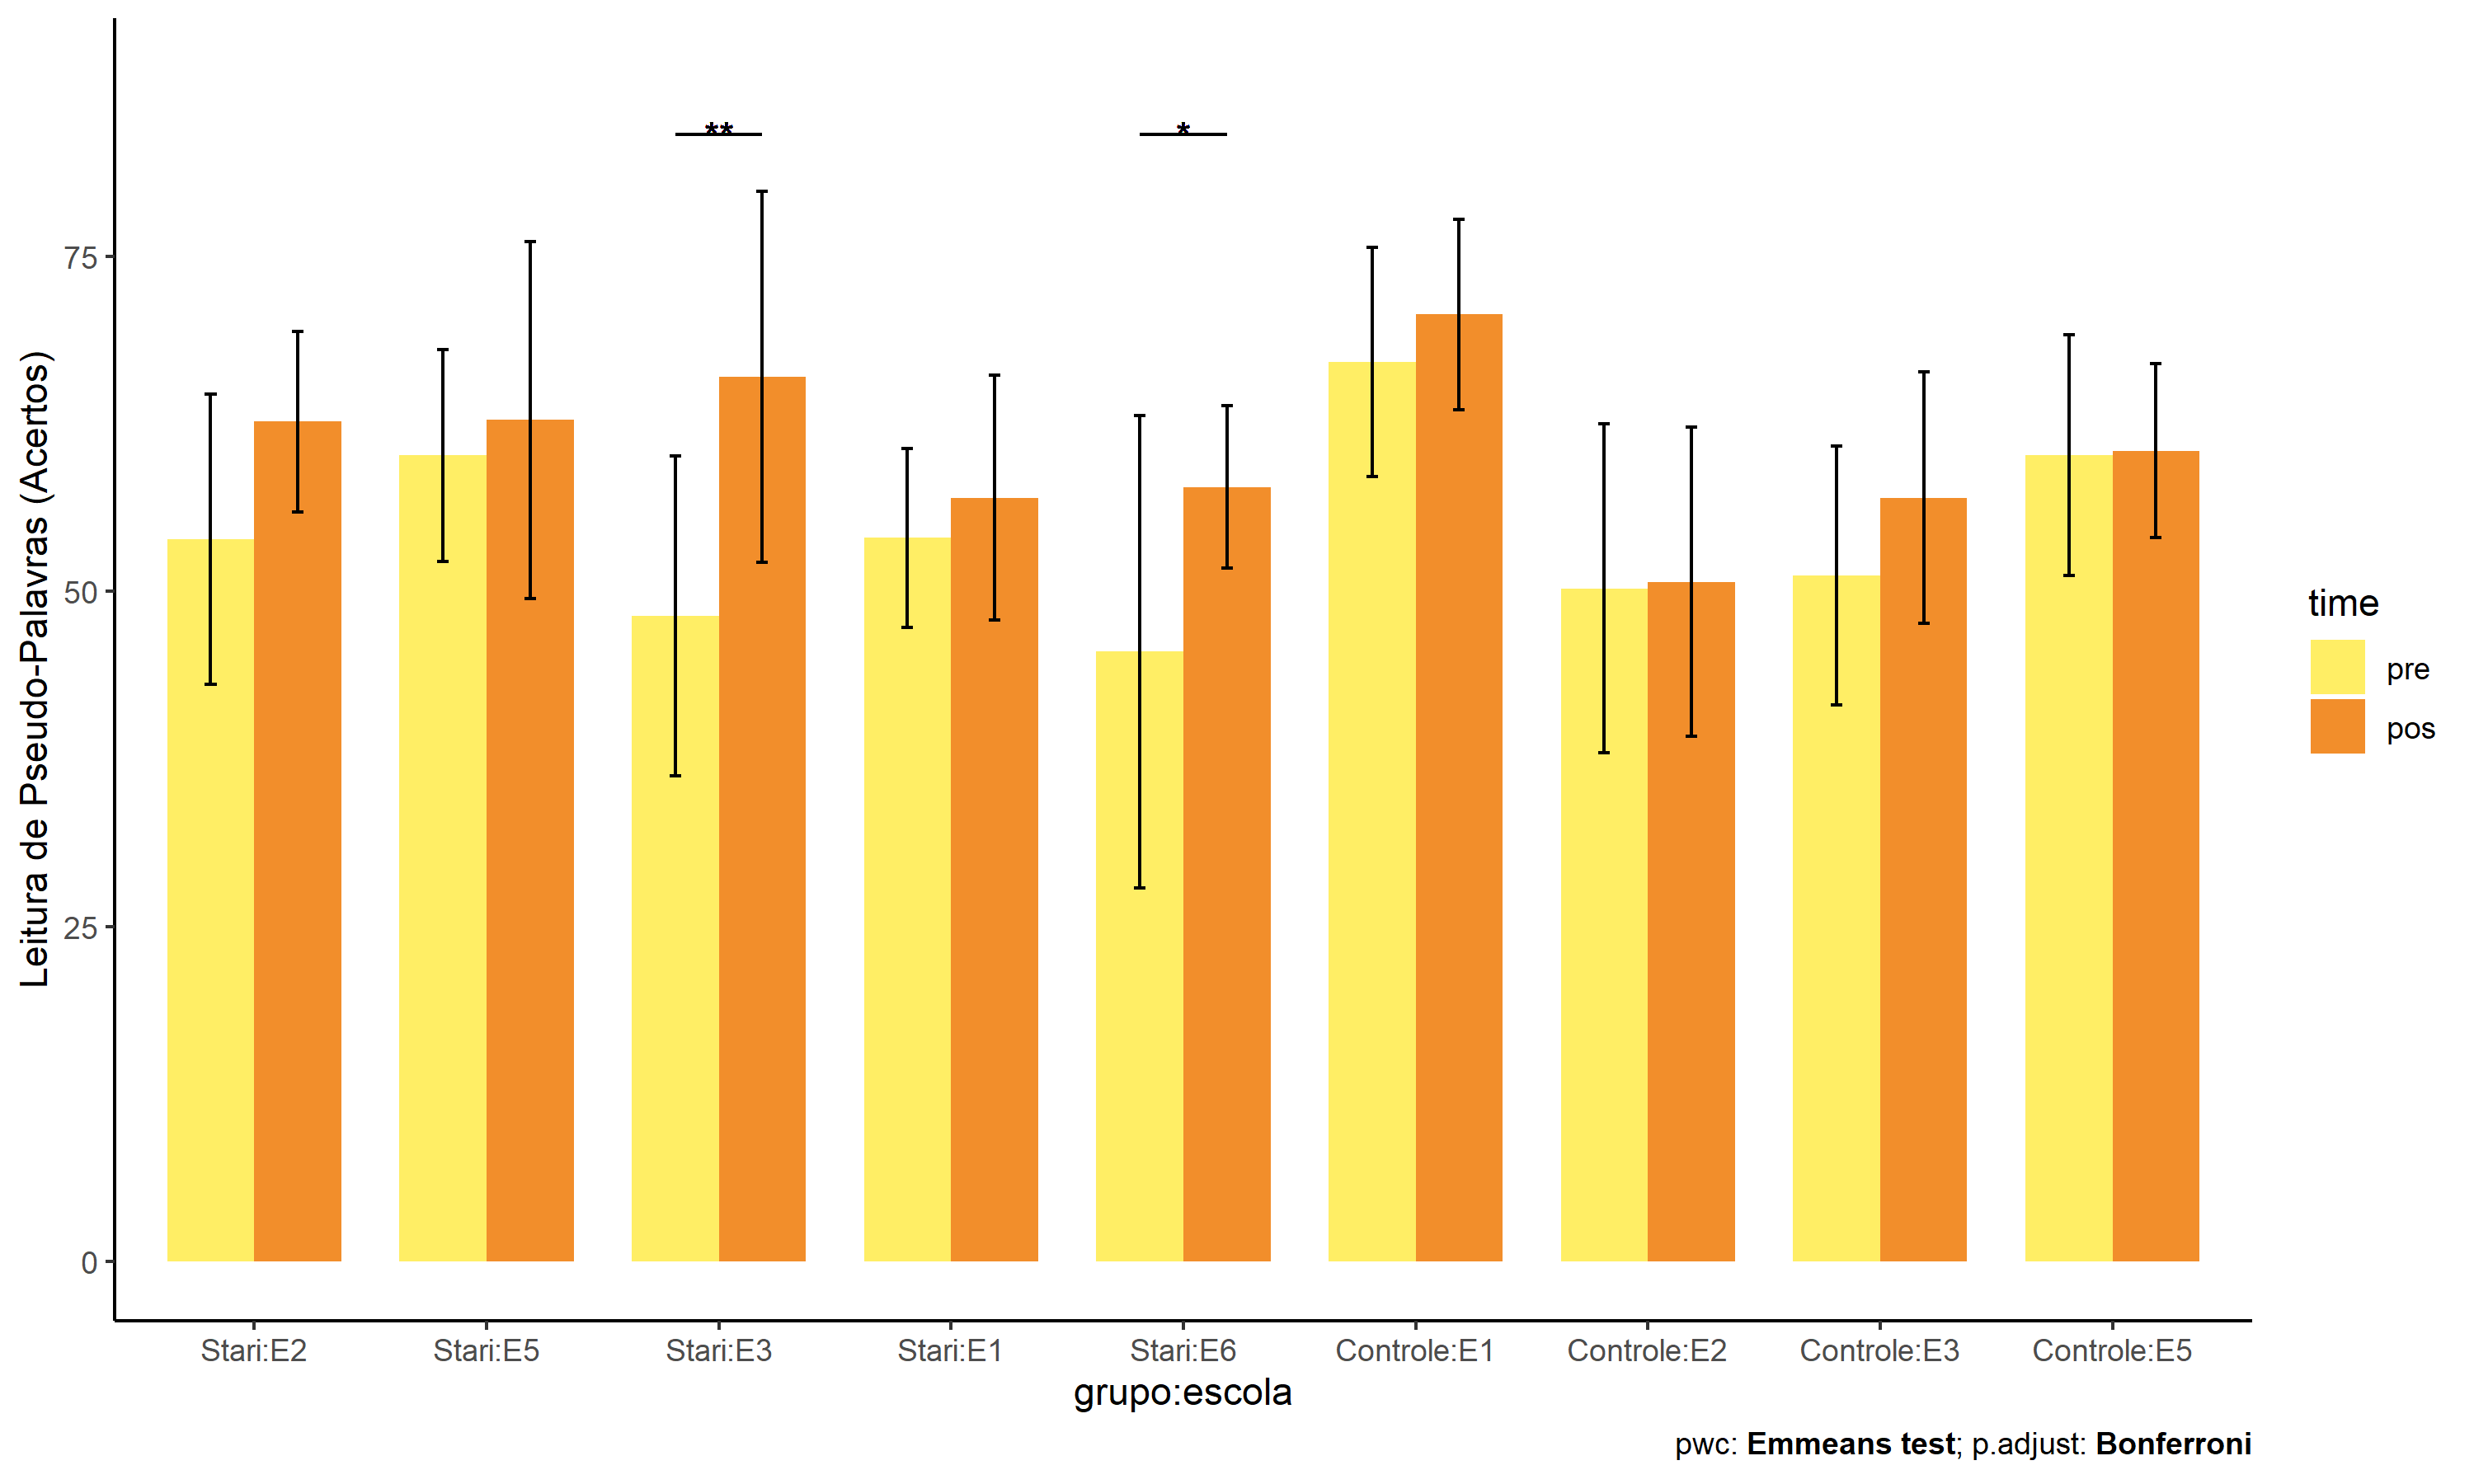 Leitura de Pseudo-Palavras (Acertos)
75
50
25
0
**
*
Stari:E2 Stari:E5 Stari:E3 Stari:E1 Stari:E6 Controle:E1 Controle:E2 Controle:E3 Controle:E5
grupo:escola
time
pre
pos
pwc: Emmeans test; p.adjust: Bonferroni